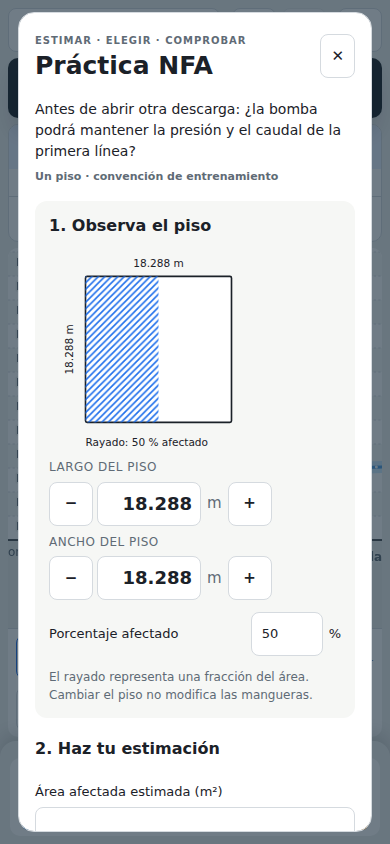 ESTIMAR · ELEGIR · COMPROBAR
Práctica NFA
✕
Antes de abrir otra descarga: ¿la bomba
podrá mantener la presión y el caudal de la
primera línea?
Un piso · convención de entrenamiento
1. Observa el piso
18.288 m
18.288 m
Rayado: 50 % afectado
LARGO DEL PISO
− 18.288 m +
ANCHO DEL PISO
− 18.288 m +
Porcentaje afectado 50 %
El rayado representa una fracción del área.
Cambiar el piso no modifica las mangueras.
2. Haz tu estimación
Área afectada estimada (m²)